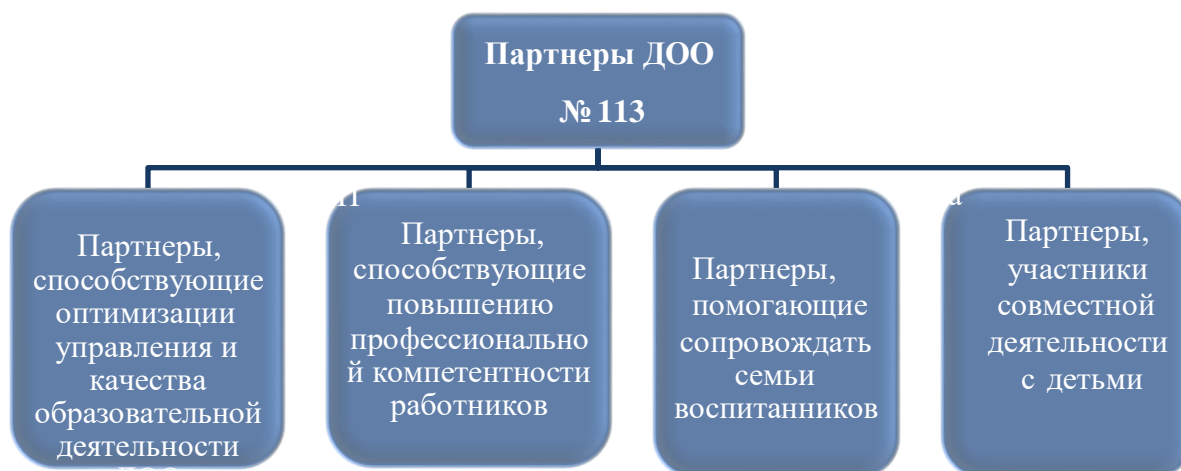 Партнеры ДОО
№ 113
Партнеры,
способствующие
оптимизации
управления и
качества
образовательной
деятельности
Партнеры,
способствующие
повышению
профессионально
й компетентности
работников
Партнеры,
помогающие
сопровождать
семьи
воспитанников
Партнеры,
участники
совместной
деятельности
с детьми